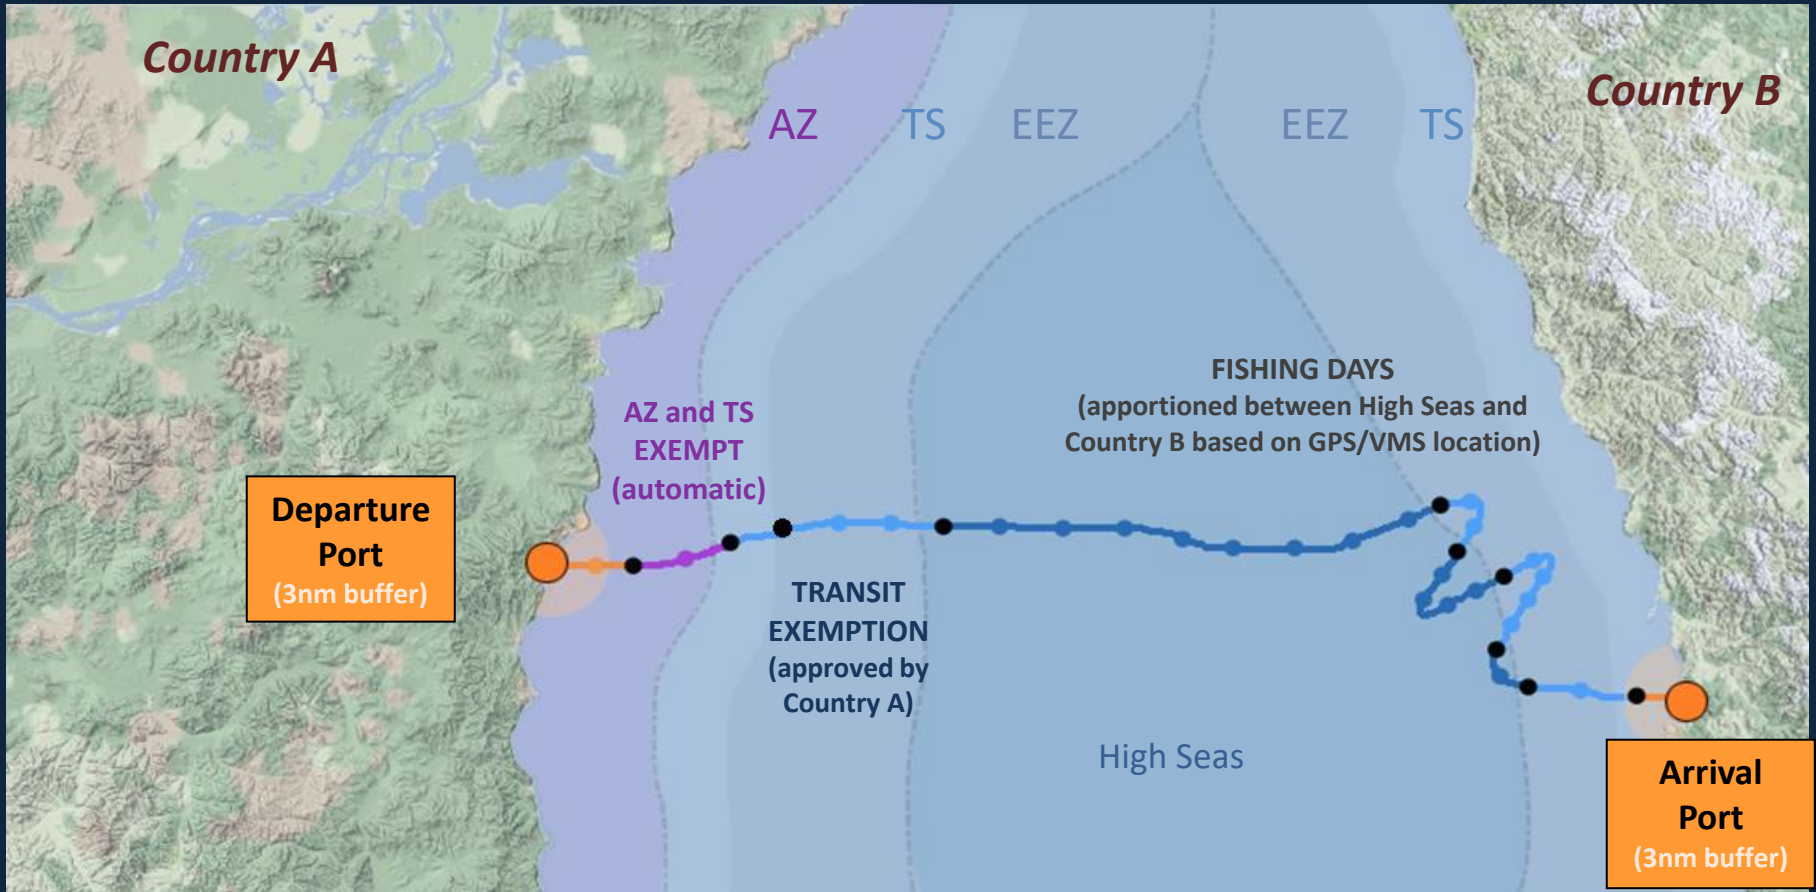 Country A
Country B
AZ
TS
EEZ
EEZ
TS
FISHING DAYS
(apportioned between High Seas and
Country B based on GPS/VMS location)
AZ and TS
EXEMPT
(automatic)
Departure
Port
(3nm buffer)
TRANSIT
EXEMPTION
(approved by
Country A)
High Seas
Arrival
Port
(3nm buffer)